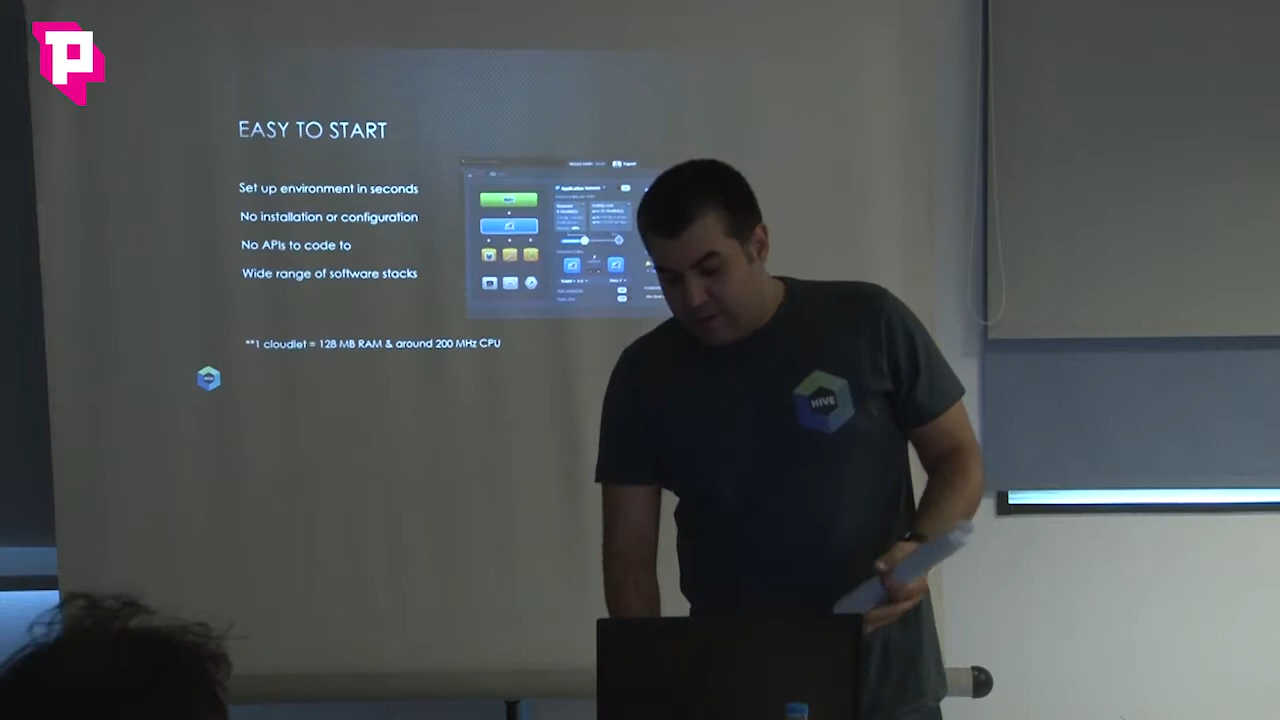 EASY TO START
Set up environment in seconds
No installation or configuration
No APIs to code to
Wide range of software stacks
**1 cloudlet = 128 MB RAM & around 200 MHz CPU
HIVE
HIVE